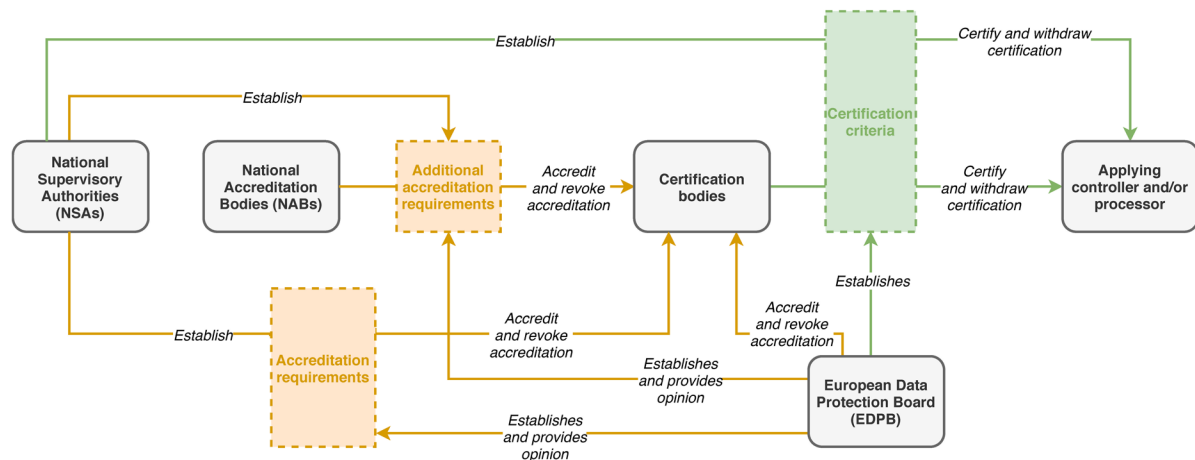 Establish
Certify and withdraw
certification
Establish
Certification
criteria
National
Supervisory
Authorities
(NSAs)
National
Accreditation
Bodies (NABs)
Additional
accreditation
requirements
Accredit
and revoke
accreditation
Certification
bodies
Certify
and withdraw
certification
Applying
controller and/or
processor
Establishes
Establish
Accreditation
requirements
Accredit
and revoke
accreditation
Accredit
and revoke
accreditation
Establishes
and provides
opinion
European Data
Protection Board
(EDPB)
Establishes
and provides
opinion